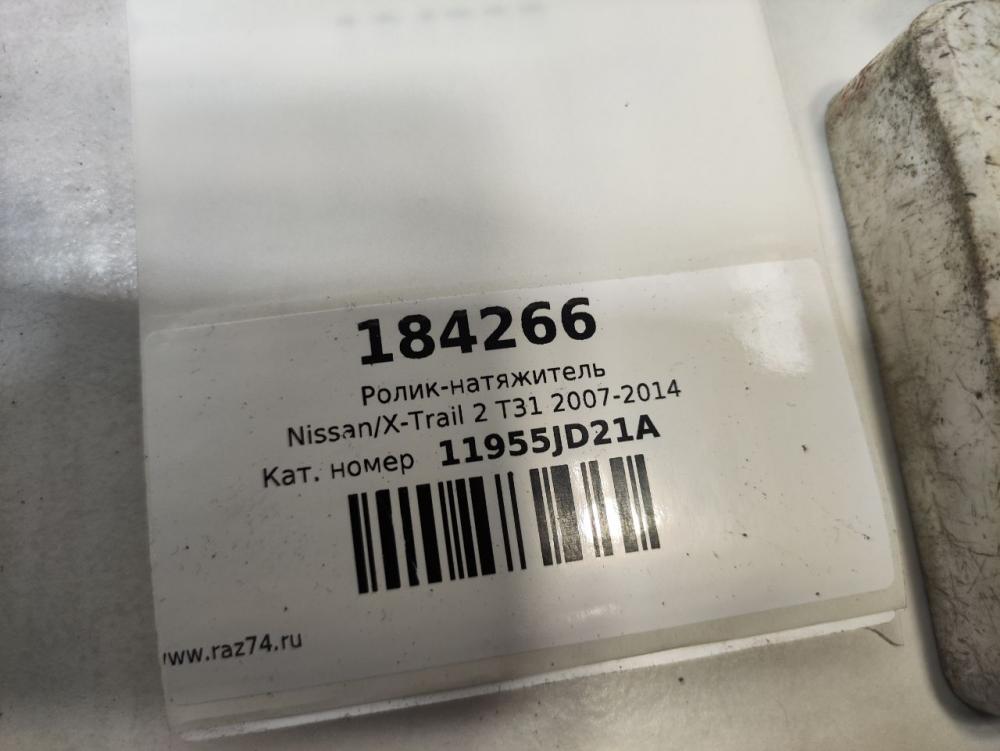 184266
Ролик-натяжитель
Nissan/X-Trail 2 T31 2007-2014
Кат. номер 11955JD21A
www.raz74.ru